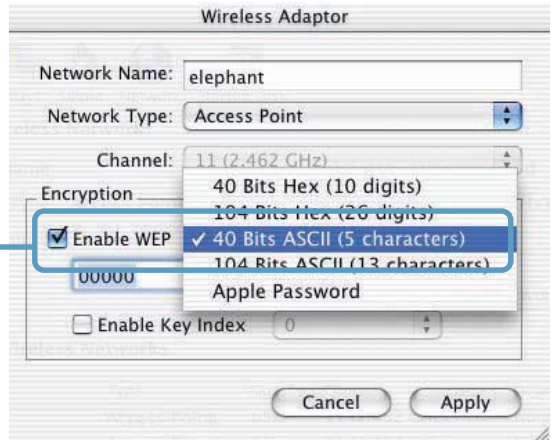 Wireless Adaptor
Network Name: elephant
Network Type: Access Point
Channel: 11 (2.462 GHz)
Encryption
40 Bits Hex (10 digits)
104 Bits Hex (26 digits)
Enable WEP ✓ 40 Bits ASCII (5 characters)
104 Bits ASCII (13 characters)
00000
Apple Password
Enable Key Index 0
Cancel Apply